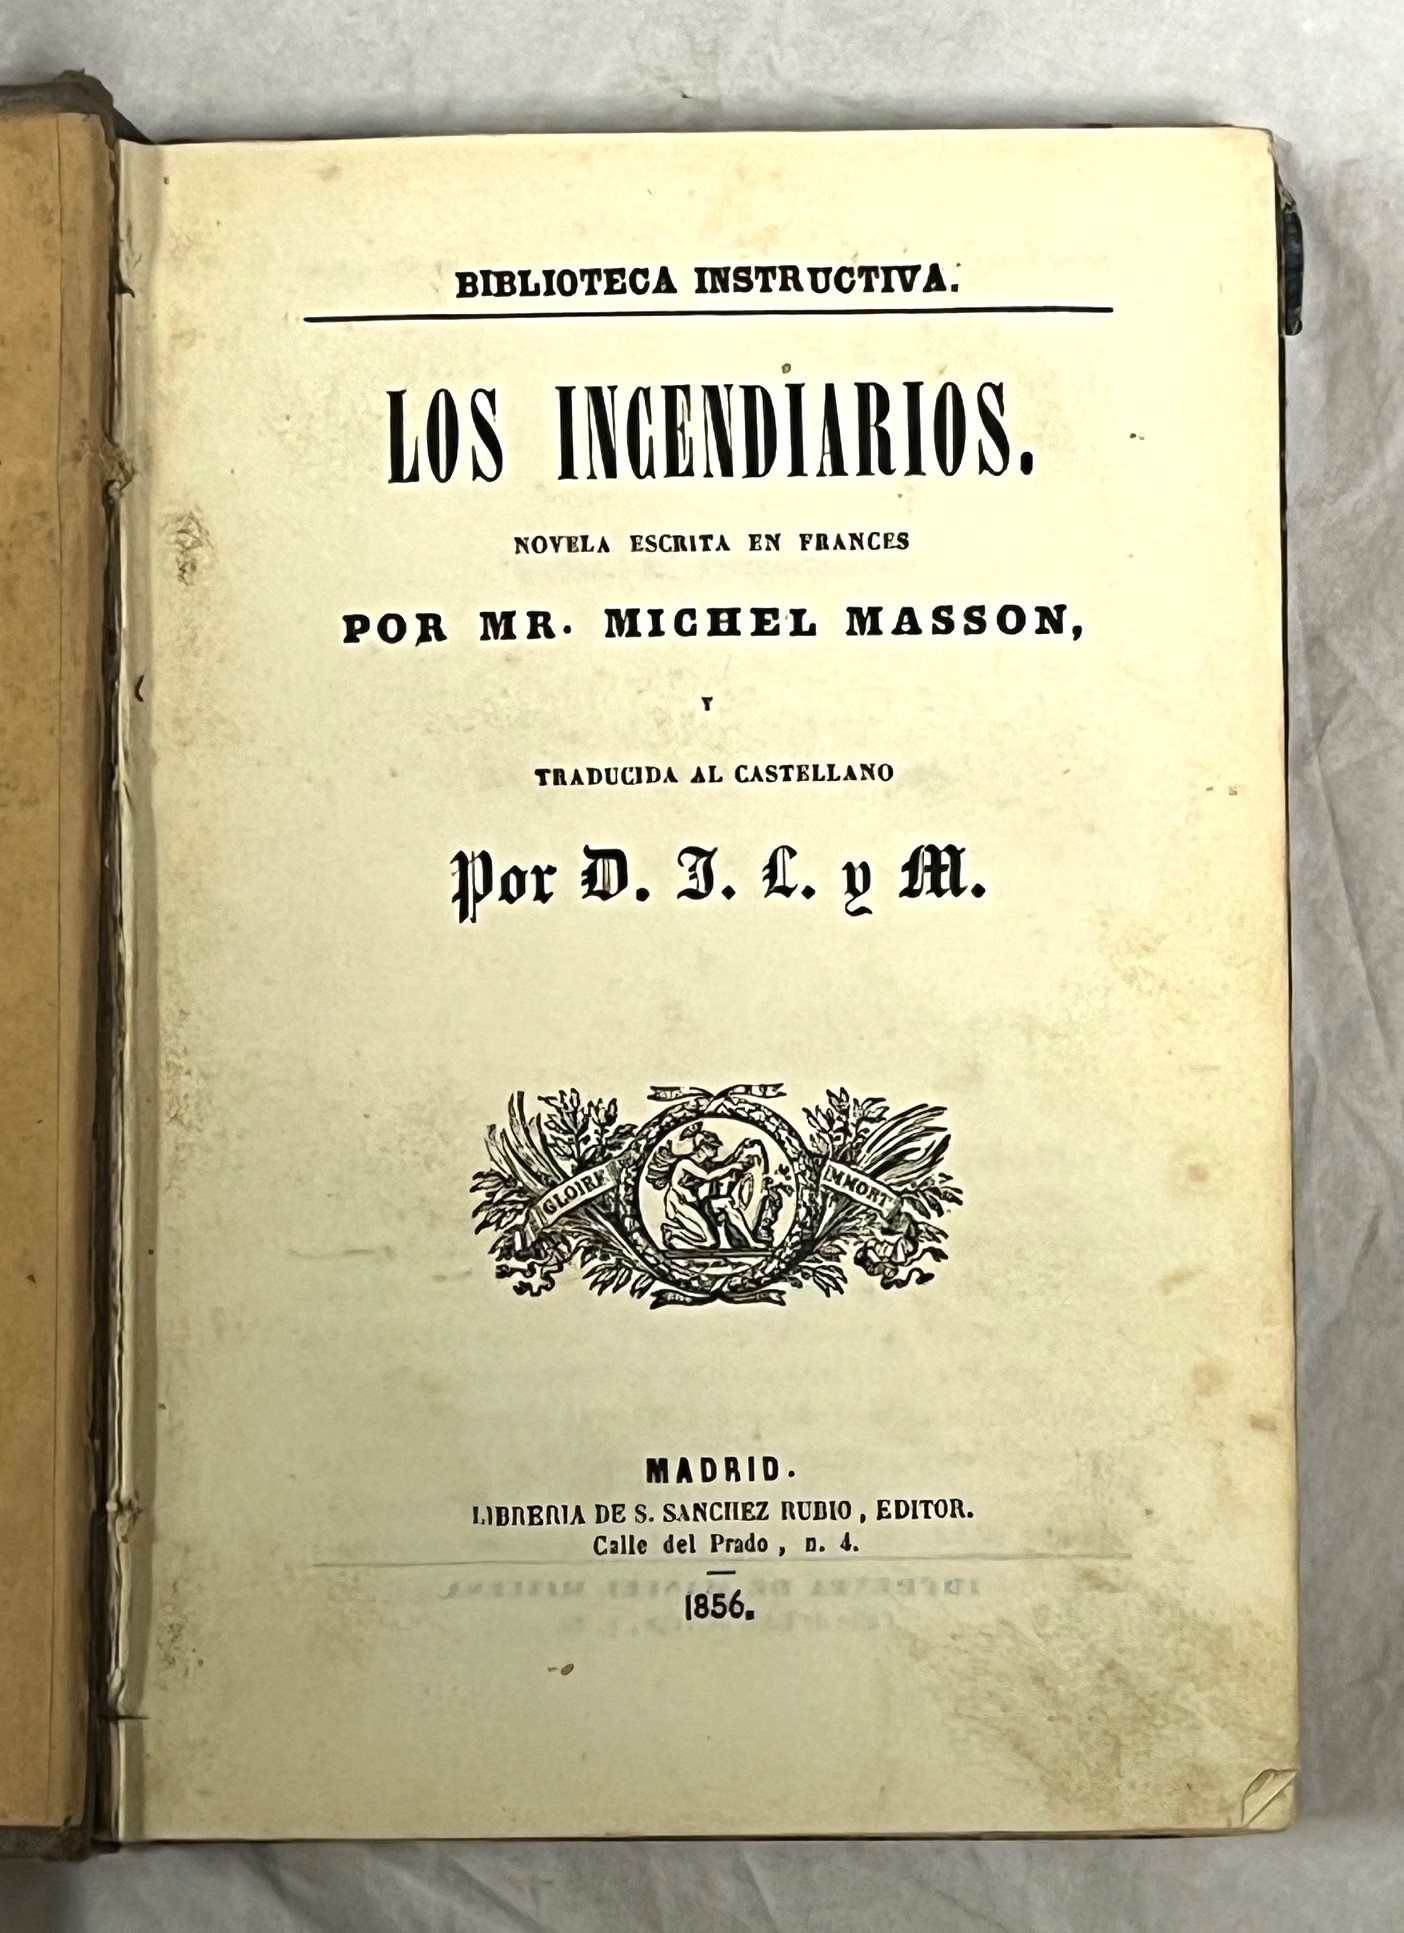 BIBLIOTECA INSTRUCTIVA.
LOS INCENDIARIOS.
NOVELA ESCRITA EN FRANCES
POR MR. MICHEL MASSON,
Y
TRADUCIDA AL CASTELLANO
Por D. J. L. y M.
GLOIRE IMMORT
MADRID.
LIBRERIA DE S. SANCHEZ RUBIO, EDITOR.
Calle del Prado, n. 4.
1856.